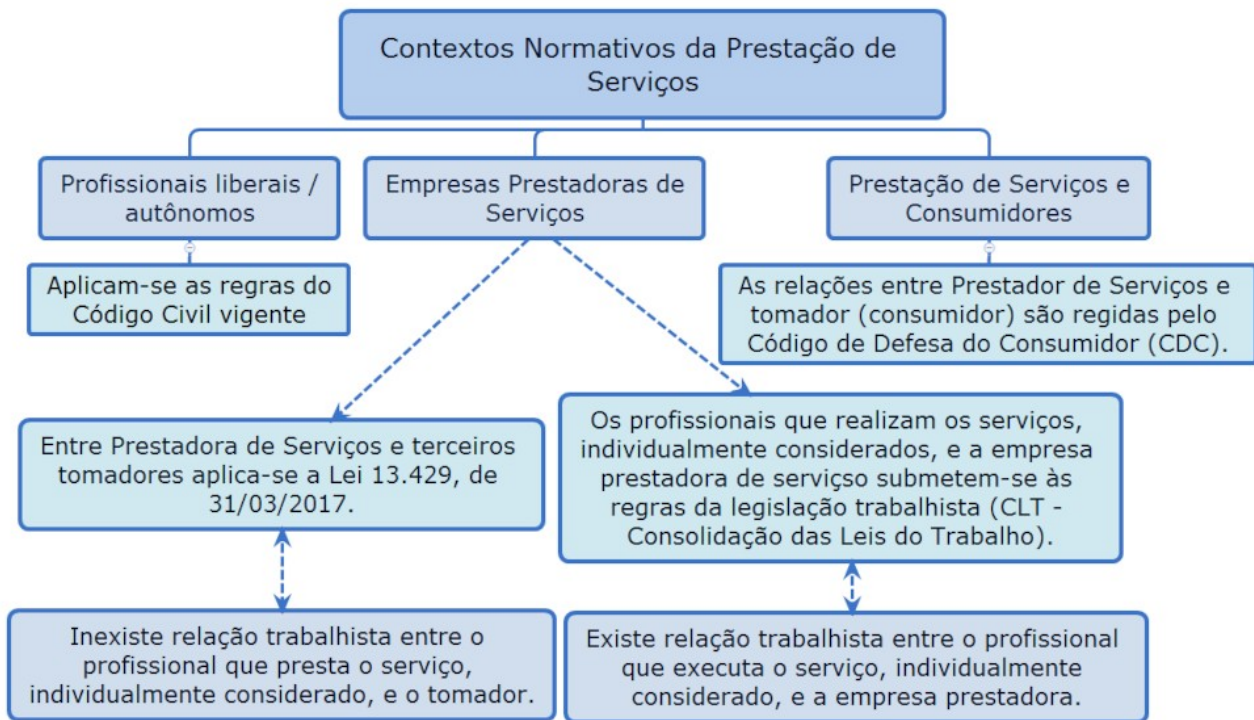 Contextos Normativos da Prestação de
Serviços
Profissionais liberais /
autônomos
Empresas Prestadoras de
Serviços
Prestação de Serviços e
Consumidores
Aplicam-se as regras do
Código Civil vigente
As relações entre Prestador de Serviços e
tomador (consumidor) são regidas pelo
Código de Defesa do Consumidor (CDC).
Entre Prestadora de Serviços e terceiros
tomadores aplica-se a Lei 13.429, de
31/03/2017.
Os profissionais que realizam os serviços,
individualmente considerados, e a empresa
prestadora de serviçso submetem-se às
regras da legislação trabalhista (CLT -
Consolidação das Leis do Trabalho).
Inexiste relação trabalhista entre o
profissional que presta o serviço,
individualmente considerado, e o tomador.
Existe relação trabalhista entre o profissional
que executa o serviço, individualmente
considerado, e a empresa prestadora.